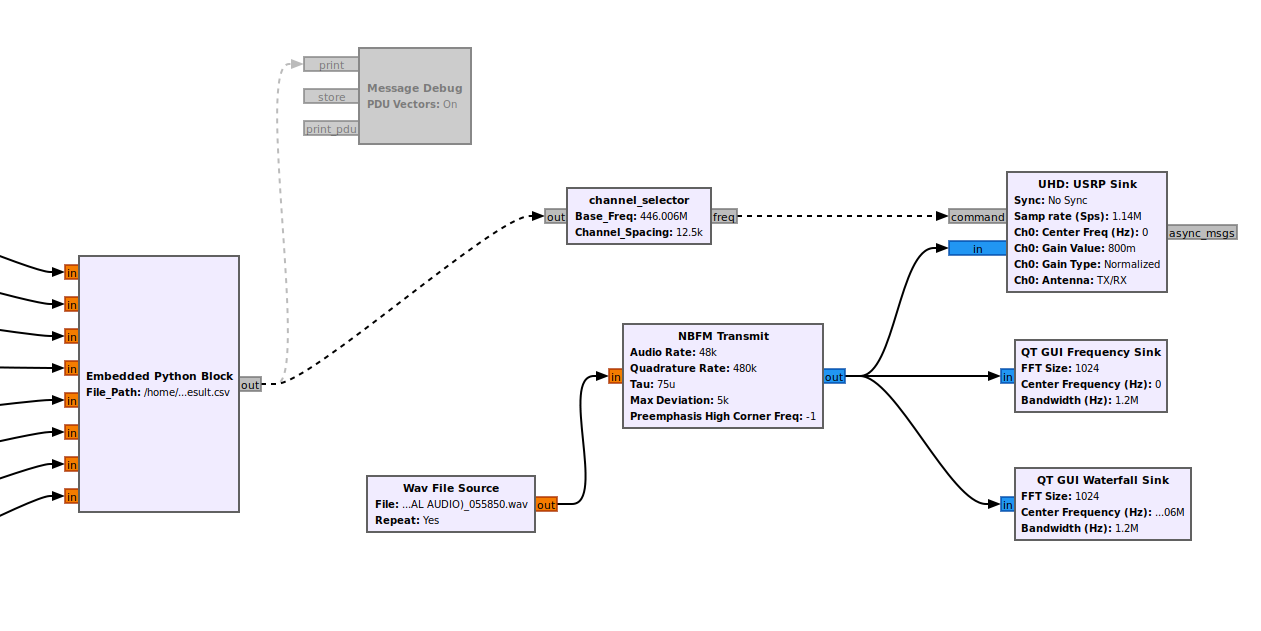 print
store
print_pdu
Message Debug
PDU Vectors: On
out
channel_selector
Base_Freq: 446.006M
Channel_Spacing: 12.5k
freq
command
in
UHD: USRP Sink
Sync: No Sync
Samp rate (Sps): 1.14M
Ch0: Center Freq (Hz): 0
Ch0: Gain Value: 800m
Ch0: Gain Type: Normalized
Ch0: Antenna: TX/RX
async_msgs
in
in
in
in
in
in
in
in
Embedded Python Block
File_Path: /home/...esult.csv
out
in
NBFM Transmit
Audio Rate: 48k
Quadrature Rate: 480k
Tau: 75u
Max Deviation: 5k
Preemphasis High Corner Freq: -1
out
in
QT GUI Frequency Sink
FFT Size: 1024
Center Frequency (Hz): 0
Bandwidth (Hz): 1.2M
Wav File Source
File: ...AL AUDIO)_055850.wav
Repeat: Yes
out
in
QT GUI Waterfall Sink
FFT Size: 1024
Center Frequency (Hz): ...06M
Bandwidth (Hz): 1.2M